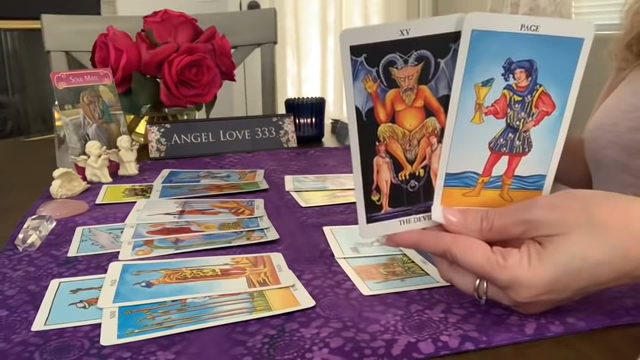 XV
PAGE
SOUL MATE
ANGEL LOVE 333
THE DEVIL